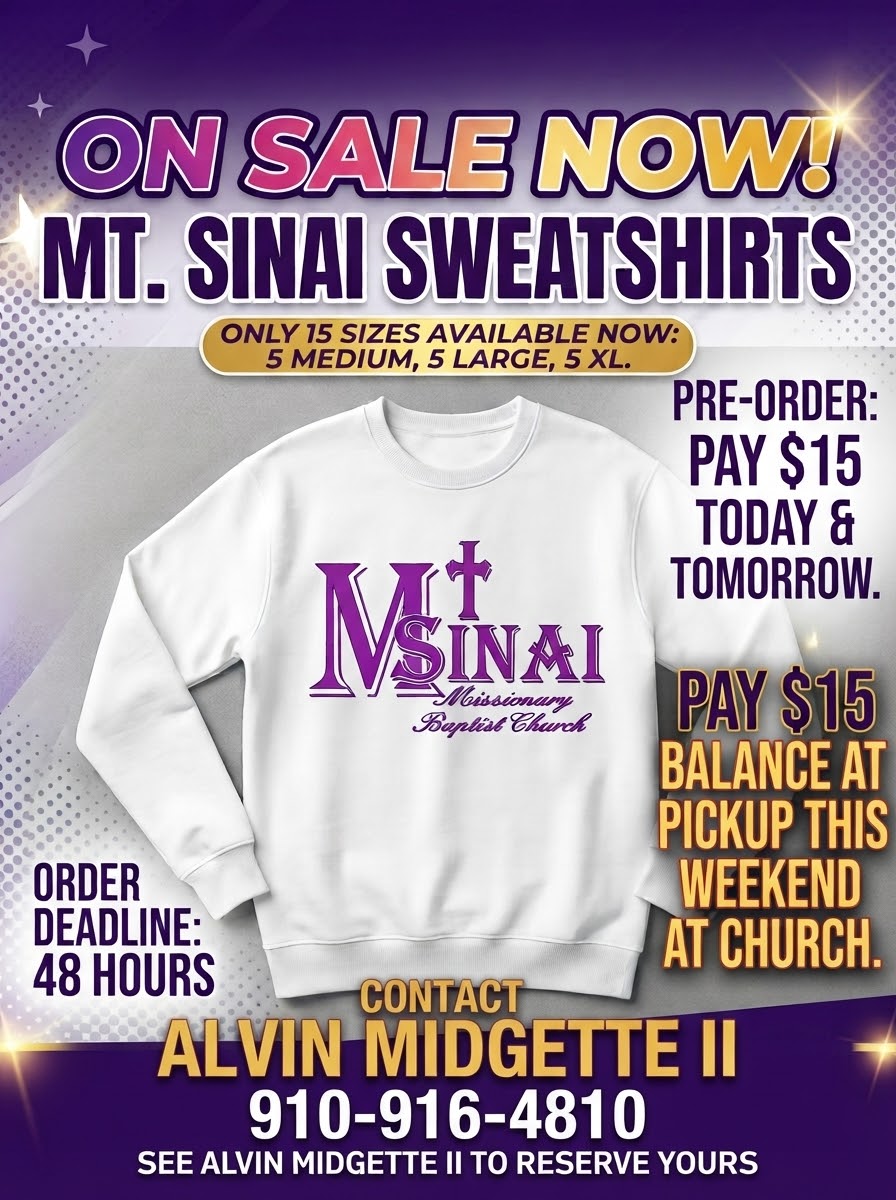 ON SALE NOW!
MT. SINAI SWEATSHIRTS
ONLY 15 SIZES AVAILABLE NOW:
5 MEDIUM, 5 LARGE, 5 XL.
PRE-ORDER:
PAY $15
TODAY &
TOMORROW.
Mt SINAI
Missionary
Baptist Church
PAY $15
BALANCE AT
PICKUP THIS
WEEKEND
AT CHURCH.
ORDER
DEADLINE:
48 HOURS
CONTACT
ALVIN MIDGETTE II
910-916-4810
SEE ALVIN MIDGETTE II TO RESERVE YOURS